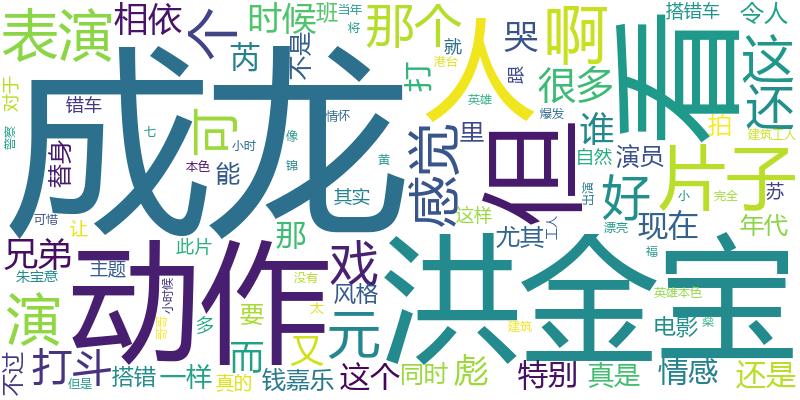 表演
相依
个
时候
班
当年
将
不是
那个
就
港台
跟
打
哭
啊
搭错车
令人
看
这
还
人
成龙
芮
对于
错车
可
替身
警察
七
小时
本色
能
像
锦
情怀
黄
其实
感觉
里
英雄
很多
谁
爆发
但
拍
建筑工人
自然
演员
片子
好
出演
小
完全
苏
年代
漂亮
现在
这样
尤其
工人
可惜
让
那
此片
兄弟
朱宝意
主题
小时候
动作
戏
没有
风格
太
洪金宝
福
英雄本色
电影
桑
建筑
演
多
要
元
又
而
不过
打斗
但是
搭错
一样
真的
钱嘉乐
这个
同时
彪
特别
真是
情感
还是